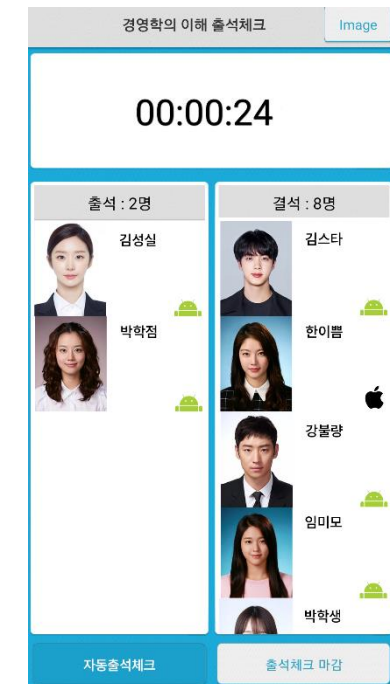 경영학의 이해 출석체크
Image
00:00:24
출석 : 2명
김성실
박학점
결석 : 8명
김스타
한이쁨
강불량
임미모
박학생
자동출석체크
출석체크 마감